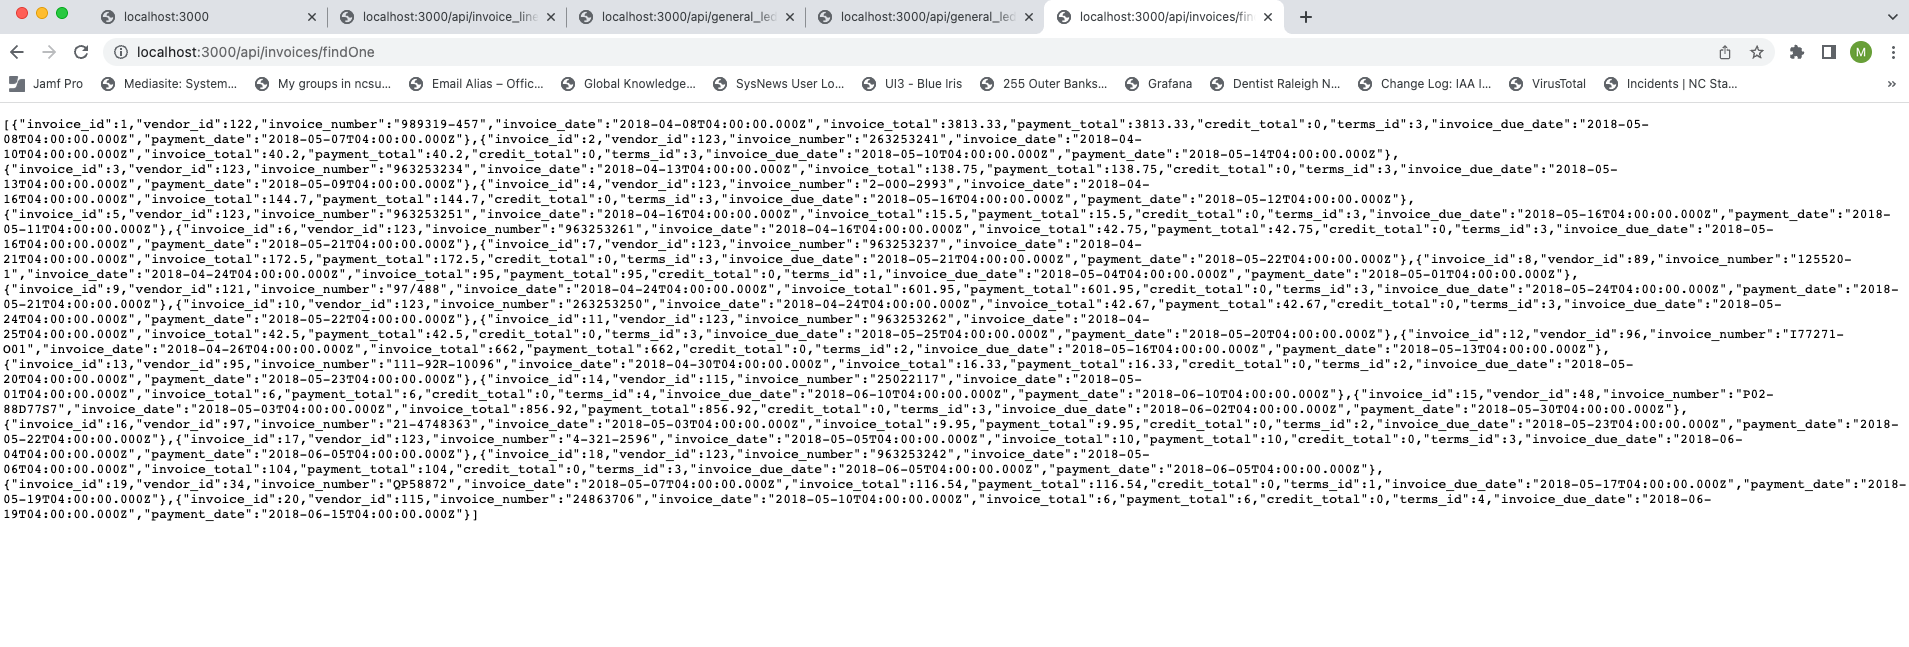 localhost:3000
localhost:3000/api/invoice_line
localhost:3000/api/general_led
localhost:3000/api/general_led
localhost:3000/api/invoices/fin
localhost:3000/api/invoices/findOne
M
Jamf Pro
Mediasite: System...
My groups in ncsu...
Email Alias – Offic...
Global Knowledge...
SysNews User Lo...
UI3 - Blue Iris
255 Outer Banks...
Grafana
Dentist Raleigh N...
Change Log: IAA I...
VirusTotal
Incidents | NC Sta...
»
[{"invoice_id":1,"vendor_id":122,"invoice_number":"989319-457","invoice_date":"2018-04-08T04:00:00.000Z","invoice_total":3813.33,"payment_total":3813.33,"credit_total":0,"terms_id":3,"invoice_due_date":"2018-05-
08T04:00:00.000Z","payment_date":"2018-05-07T04:00:00.000Z"},{"invoice_id":2,"vendor_id":123,"invoice_number":"263253241","invoice_date":"2018-04-
10T04:00:00.000Z","invoice_total":40.2,"payment_total":40.2,"credit_total":0,"terms_id":3,"invoice_due_date":"2018-05-10T04:00:00.000Z","payment_date":"2018-05-14T04:00:00.000Z"},
{"invoice_id":3,"vendor_id":123,"invoice_number":"963253234","invoice_date":"2018-04-13T04:00:00.000Z","invoice_total":138.75,"payment_total":138.75,"credit_total":0,"terms_id":3,"invoice_due_date":"2018-05-
13T04:00:00.000Z","payment_date":"2018-05-09T04:00:00.000Z"},{"invoice_id":4,"vendor_id":123,"invoice_number":"2-000-2993","invoice_date":"2018-04-
16T04:00:00.000Z","invoice_total":144.7,"payment_total":144.7,"credit_total":0,"terms_id":3,"invoice_due_date":"2018-05-16T04:00:00.000Z","payment_date":"2018-05-12T04:00:00.000Z"},
{"invoice_id":5,"vendor_id":123,"invoice_number":"963253251","invoice_date":"2018-04-16T04:00:00.000Z","invoice_total":15.5,"payment_total":15.5,"credit_total":0,"terms_id":3,"invoice_due_date":"2018-05-16T04:00:00.000Z","payment_date":"2018-
05-11T04:00:00.000Z"},{"invoice_id":6,"vendor_id":123,"invoice_number":"963253261","invoice_date":"2018-04-16T04:00:00.000Z","invoice_total":42.75,"payment_total":42.75,"credit_total":0,"terms_id":3,"invoice_due_date":"2018-05-
16T04:00:00.000Z","payment_date":"2018-05-21T04:00:00.000Z"},{"invoice_id":7,"vendor_id":123,"invoice_number":"963253237","invoice_date":"2018-04-
21T04:00:00.000Z","invoice_total":172.5,"payment_total":172.5,"credit_total":0,"terms_id":3,"invoice_due_date":"2018-05-21T04:00:00.000Z","payment_date":"2018-05-22T04:00:00.000Z"},{"invoice_id":8,"vendor_id":89,"invoice_number":"125520-
1","invoice_date":"2018-04-24T04:00:00.000Z","invoice_total":95,"payment_total":95,"credit_total":0,"terms_id":1,"invoice_due_date":"2018-05-04T04:00:00.000Z","payment_date":"2018-05-01T04:00:00.000Z"},
{"invoice_id":9,"vendor_id":121,"invoice_number":"97/488","invoice_date":"2018-04-24T04:00:00.000Z","invoice_total":601.95,"payment_total":601.95,"credit_total":0,"terms_id":3,"invoice_due_date":"2018-05-24T04:00:00.000Z","payment_date":"2018-
05-21T04:00:00.000Z"},{"invoice_id":10,"vendor_id":123,"invoice_number":"263253250","invoice_date":"2018-04-24T04:00:00.000Z","invoice_total":42.67,"payment_total":42.67,"credit_total":0,"terms_id":3,"invoice_due_date":"2018-05-
24T04:00:00.000Z","payment_date":"2018-05-22T04:00:00.000Z"},{"invoice_id":11,"vendor_id":123,"invoice_number":"963253262","invoice_date":"2018-04-
25T04:00:00.000Z","invoice_total":42.5,"payment_total":42.5,"credit_total":0,"terms_id":3,"invoice_due_date":"2018-05-25T04:00:00.000Z","payment_date":"2018-05-20T04:00:00.000Z"},{"invoice_id":12,"vendor_id":96,"invoice_number":"I77271-
O01","invoice_date":"2018-04-26T04:00:00.000Z","invoice_total":662,"payment_total":662,"credit_total":0,"terms_id":2,"invoice_due_date":"2018-05-16T04:00:00.000Z","payment_date":"2018-05-13T04:00:00.000Z"},
{"invoice_id":13,"vendor_id":95,"invoice_number":"111-92R-10096","invoice_date":"2018-04-30T04:00:00.000Z","invoice_total":16.33,"payment_total":16.33,"credit_total":0,"terms_id":2,"invoice_due_date":"2018-05-
20T04:00:00.000Z","payment_date":"2018-05-23T04:00:00.000Z"},{"invoice_id":14,"vendor_id":115,"invoice_number":"25022117","invoice_date":"2018-05-
01T04:00:00.000Z","invoice_total":6,"payment_total":6,"credit_total":0,"terms_id":4,"invoice_due_date":"2018-06-10T04:00:00.000Z","payment_date":"2018-06-10T04:00:00.000Z"},{"invoice_id":15,"vendor_id":48,"invoice_number":"P02-
88D77S7","invoice_date":"2018-05-03T04:00:00.000Z","invoice_total":856.92,"payment_total":856.92,"credit_total":0,"terms_id":3,"invoice_due_date":"2018-06-02T04:00:00.000Z","payment_date":"2018-05-30T04:00:00.000Z"},
{"invoice_id":16,"vendor_id":97,"invoice_number":"21-4748363","invoice_date":"2018-05-03T04:00:00.000Z","invoice_total":9.95,"payment_total":9.95,"credit_total":0,"terms_id":2,"invoice_due_date":"2018-05-23T04:00:00.000Z","payment_date":"2018-
05-22T04:00:00.000Z"},{"invoice_id":17,"vendor_id":123,"invoice_number":"4-321-2596","invoice_date":"2018-05-05T04:00:00.000Z","invoice_total":10,"payment_total":10,"credit_total":0,"terms_id":3,"invoice_due_date":"2018-06-
04T04:00:00.000Z","payment_date":"2018-06-05T04:00:00.000Z"},{"invoice_id":18,"vendor_id":123,"invoice_number":"963253242","invoice_date":"2018-05-
06T04:00:00.000Z","invoice_total":104,"payment_total":104,"credit_total":0,"terms_id":3,"invoice_due_date":"2018-06-05T04:00:00.000Z","payment_date":"2018-06-05T04:00:00.000Z"},
{"invoice_id":19,"vendor_id":34,"invoice_number":"QP58872","invoice_date":"2018-05-07T04:00:00.000Z","invoice_total":116.54,"payment_total":116.54,"credit_total":0,"terms_id":1,"invoice_due_date":"2018-05-17T04:00:00.000Z","payment_date":"2018-
05-19T04:00:00.000Z"},{"invoice_id":20,"vendor_id":115,"invoice_number":"24863706","invoice_date":"2018-05-10T04:00:00.000Z","invoice_total":6,"payment_total":6,"credit_total":0,"terms_id":4,"invoice_due_date":"2018-06-
19T04:00:00.000Z","payment_date":"2018-06-15T04:00:00.000Z"}]